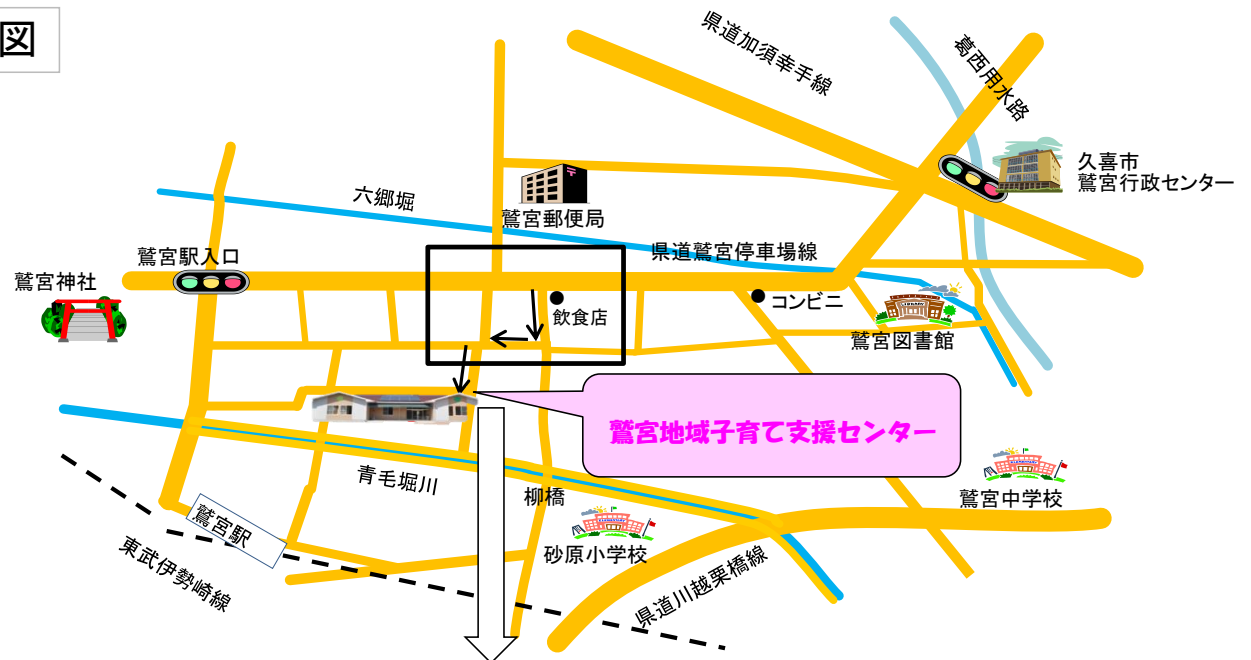 図
県道加須幸手線
葛西用水路
久喜市
鷲宮行政センター
六郷堀
鷲宮郵便局
鷲宮駅入口
県道鷲宮停車場線
鷲宮神社
コンビニ
飲食店
鷲宮図書館
鷲宮地域子育て支援センター
青毛堀川
柳橋
鷲宮中学校
鷲宮駅
砂原小学校
東武伊勢崎線
県道川越栗橋線